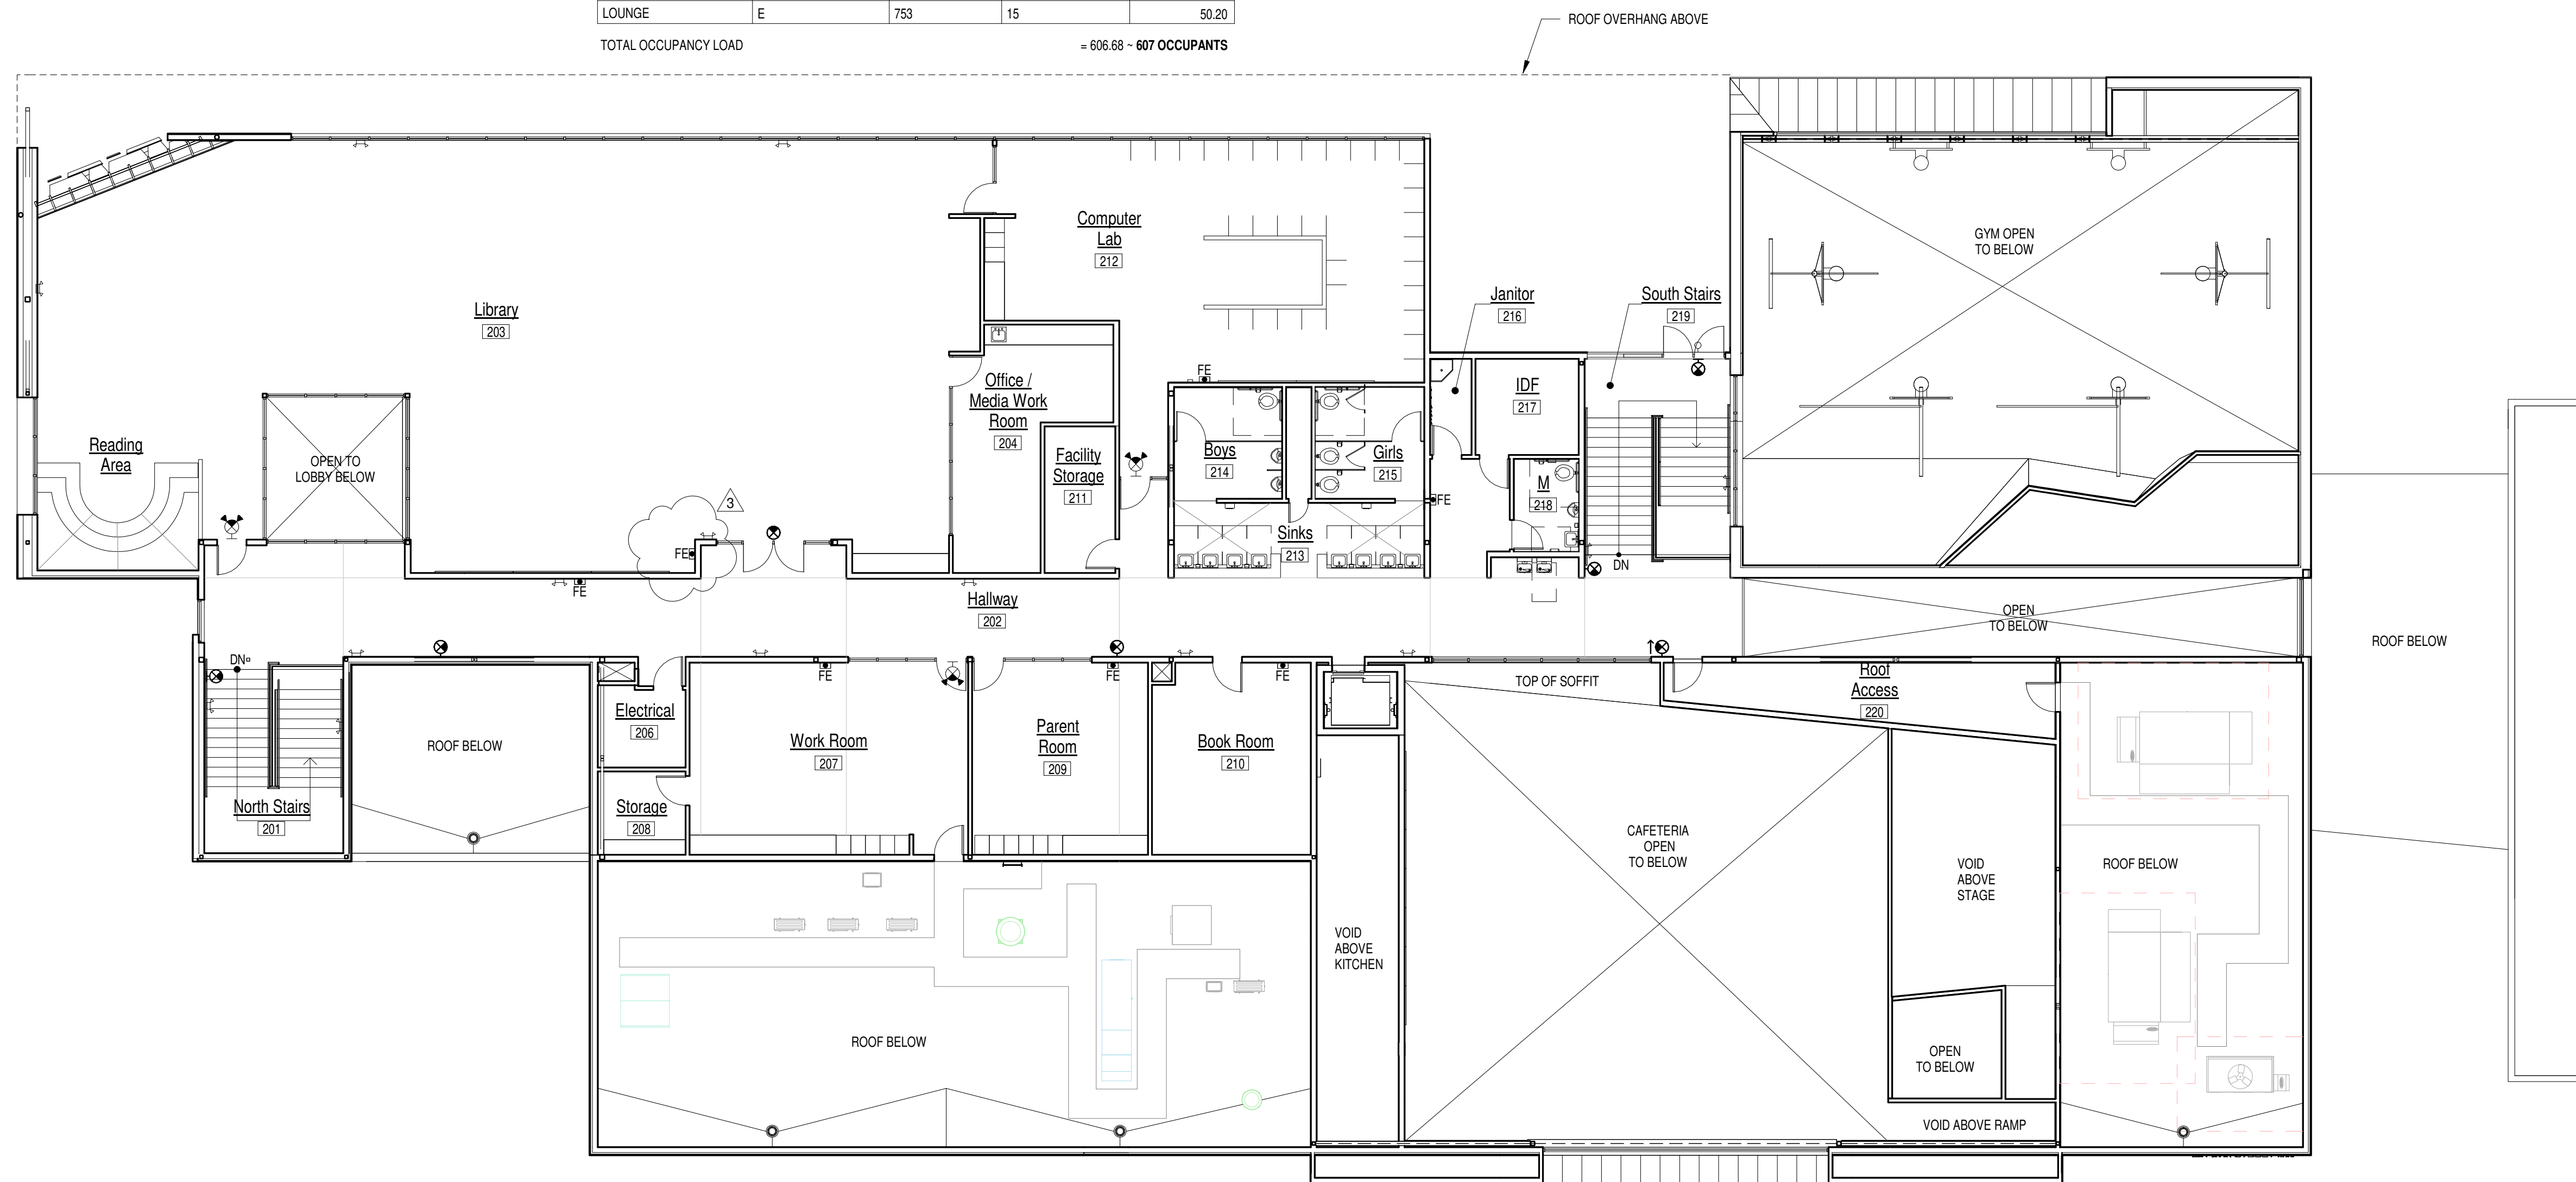 LOUNGE E 753 15 50.20
TOTAL OCCUPANCY LOAD = 606.68 ~ 607 OCCUPANTS
ROOF OVERHANG ABOVE
Computer
Lab
212
GYM OPEN
TO BELOW
Library
203
Janitor
216
South Stairs
219
Office /
Media Work
Room
204
FE
IDF
217
Reading
Area
OPEN TO
LOBBY BELOW
Facility
Storage
211
Boys
214
Girls
215
M
218
FE
3
FE
Sinks
213
DN
FE
Hallway
202
OPEN
TO BELOW
ROOF BELOW
DN
FE
FE
FE
TOP OF SOFFIT
Roof
Access
220
Electrical
206
ROOF BELOW
Work Room
207
Parent
Room
209
Book Room
210
North Stairs
201
Storage
208
CAFETERIA
OPEN
TO BELOW
VOID
ABOVE
STAGE
ROOF BELOW
VOID
ABOVE
KITCHEN
ROOF BELOW
OPEN
TO BELOW
VOID ABOVE RAMP